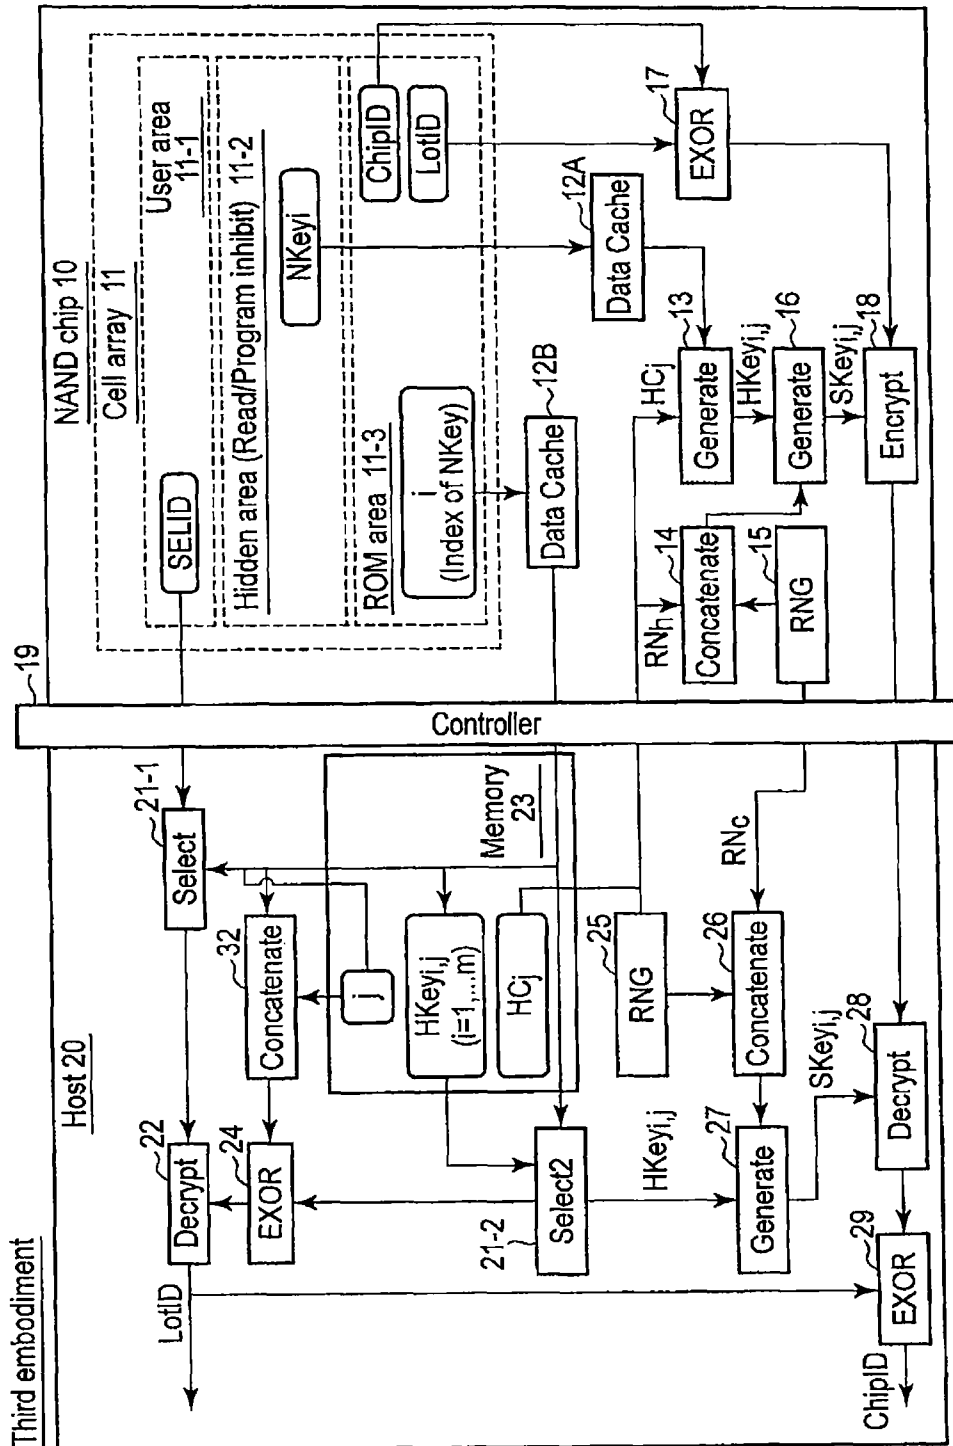 Third embodiment
Host 20
NAND chip 10
Cell array 11
19
Controller
LotID
22
Decrypt
21-1
Select
SELID
User area
11-1
24
EXOR
32
Concatenate
j
Hidden area (Read/Program inhibit) 11-2
NKeyi
HKeyi,j
(i=1,...m)
HCj
Memory
23
ROM area 11-3
i
(Index of NKey)
ChipID
LotID
21-2
Select2
12B
Data Cache
12A
Data Cache
17
EXOR
HKeyi,j
25
RNG
HCj
13
Generate
RNh
14
Concatenate
HKeyi,j
27
Generate
26
Concatenate
RNc
15
RNG
16
Generate
SKeyi,j
SKeyi,j
18
Encrypt
28
Decrypt
29
EXOR
ChipID